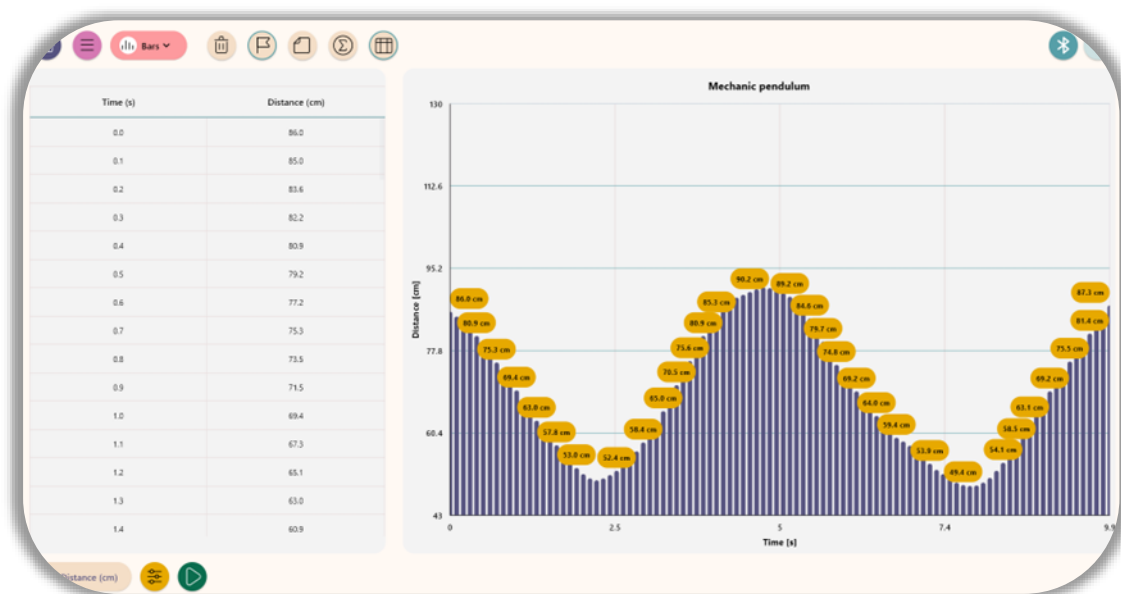 Bars
Time (s) Distance (cm)
0.0 86.0
0.1 85.0
0.2 83.6
0.3 82.2
0.4 80.9
0.5 79.2
0.6 77.2
0.7 75.3
0.8 73.5
0.9 71.5
1.0 69.4
1.1 67.3
1.2 65.1
1.3 63.0
1.4 60.9
Distance (cm)
Mechanic pendulum
130
112.6
95.2
77.8
60.4
43
Distance [cm]
86.0 cm
80.9 cm
75.3 cm
69.4 cm
63.0 cm
57.8 cm
53.0 cm
52.4 cm
58.4 cm
65.0 cm
70.5 cm
75.6 cm
80.9 cm
85.3 cm
90.2 cm
89.2 cm
84.6 cm
79.7 cm
74.8 cm
69.2 cm
64.0 cm
59.4 cm
53.8 cm
49.4 cm
54.1 cm
58.5 cm
63.1 cm
69.2 cm
75.5 cm
81.4 cm
87.3 cm
0 2.5 5 7.4 9.9
Time [s]